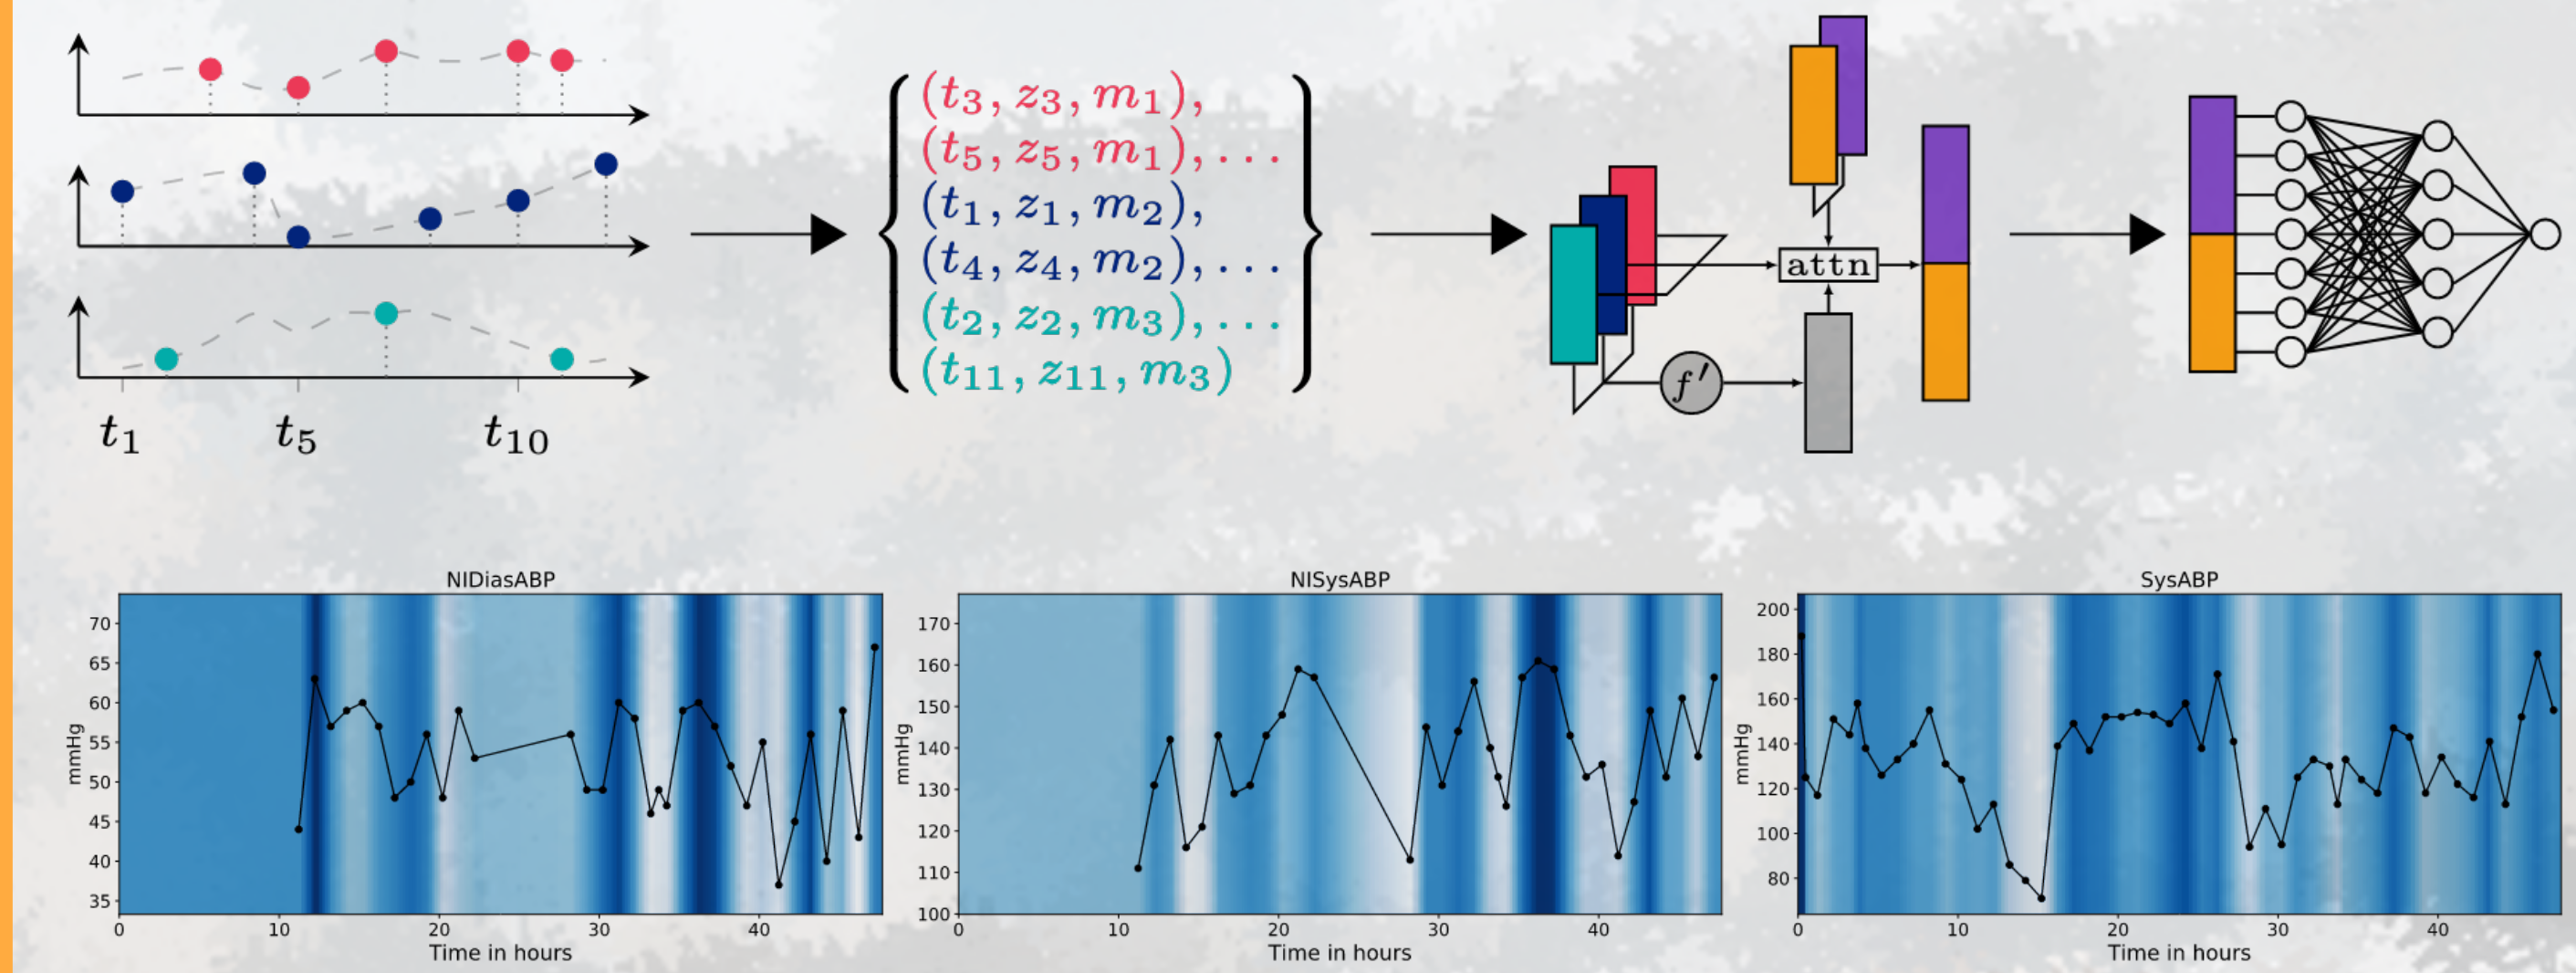 (t₃, z₃, m₁),
(t₅, z₅, m₁), ...
(t₁, z₁, m₂),
(t₄, z₄, m₂), ...
(t₂, z₂, m₃), ...
(t₁₁, z₁₁, m₃)
t₁ t₅ t₁₀
attn
f′
NIDiasABP
70
65
60
55
50
45
40
35
mmHg
0 10 20 30 40
Time in hours
NISysABP
170
160
150
140
130
120
110
100
mmHg
0 10 20 30 40
Time in hours
SysABP
200
180
160
140
120
100
80
mmHg
0 10 20 30 40
Time in hours